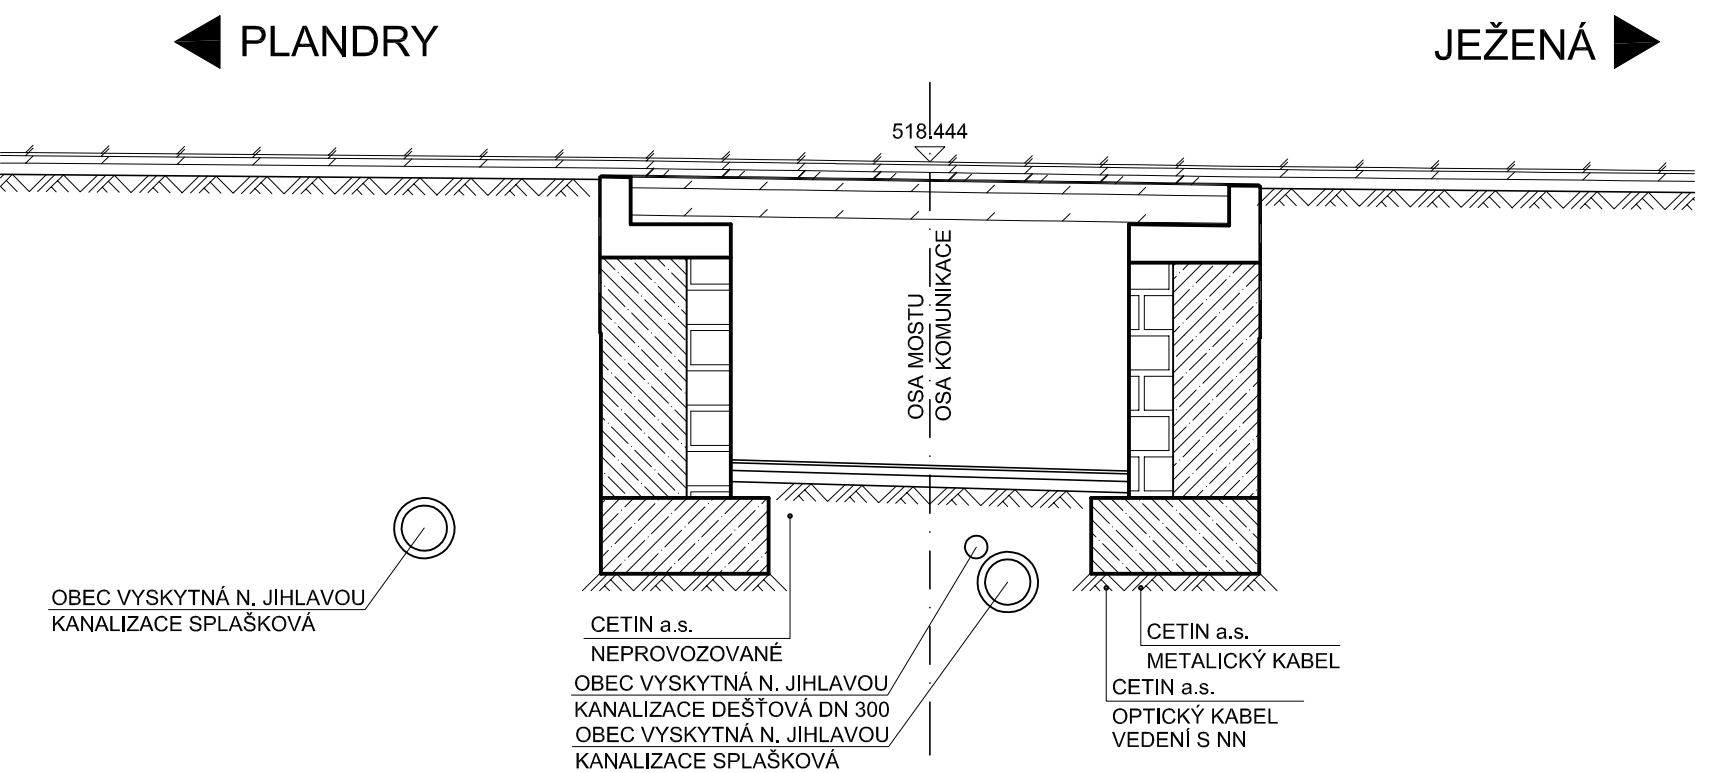 PLANDRY
JEŽENÁ
518.444
OSA MOSTU
OSA KOMUNIKACE
OBEC VYSKYTNÁ N. JIHLAVOU
KANALIZACE SPLAŠKOVÁ
CETIN a.s.
NEPROVOZOVANÉ
OBEC VYSKYTNÁ N. JIHLAVOU
KANALIZACE DEŠŤOVÁ DN 300
OBEC VYSKYTNÁ N. JIHLAVOU
KANALIZACE SPLAŠKOVÁ
CETIN a.s.
METALICKÝ KABEL
CETIN a.s.
OPTICKÝ KABEL
VEDENÍ S NN